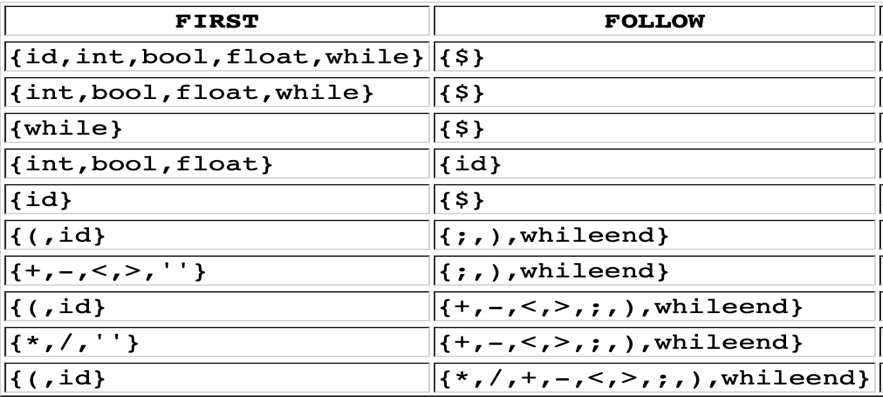 FIRST FOLLOW
{id,int,bool,float,while} {$}
{int,bool,float,while} {$}
{while} {$}
{int,bool,float} {id}
{id} {$}
{(,id} {;,),whileend}
{+,-,<,>,''} {;,),whileend}
{(,id} {+,-,<,>,;,),whileend}
{*,/,''} {+,-,<,>,;,),whileend}
{(,id} {*,/,+,-,<,>,;,),whileend}